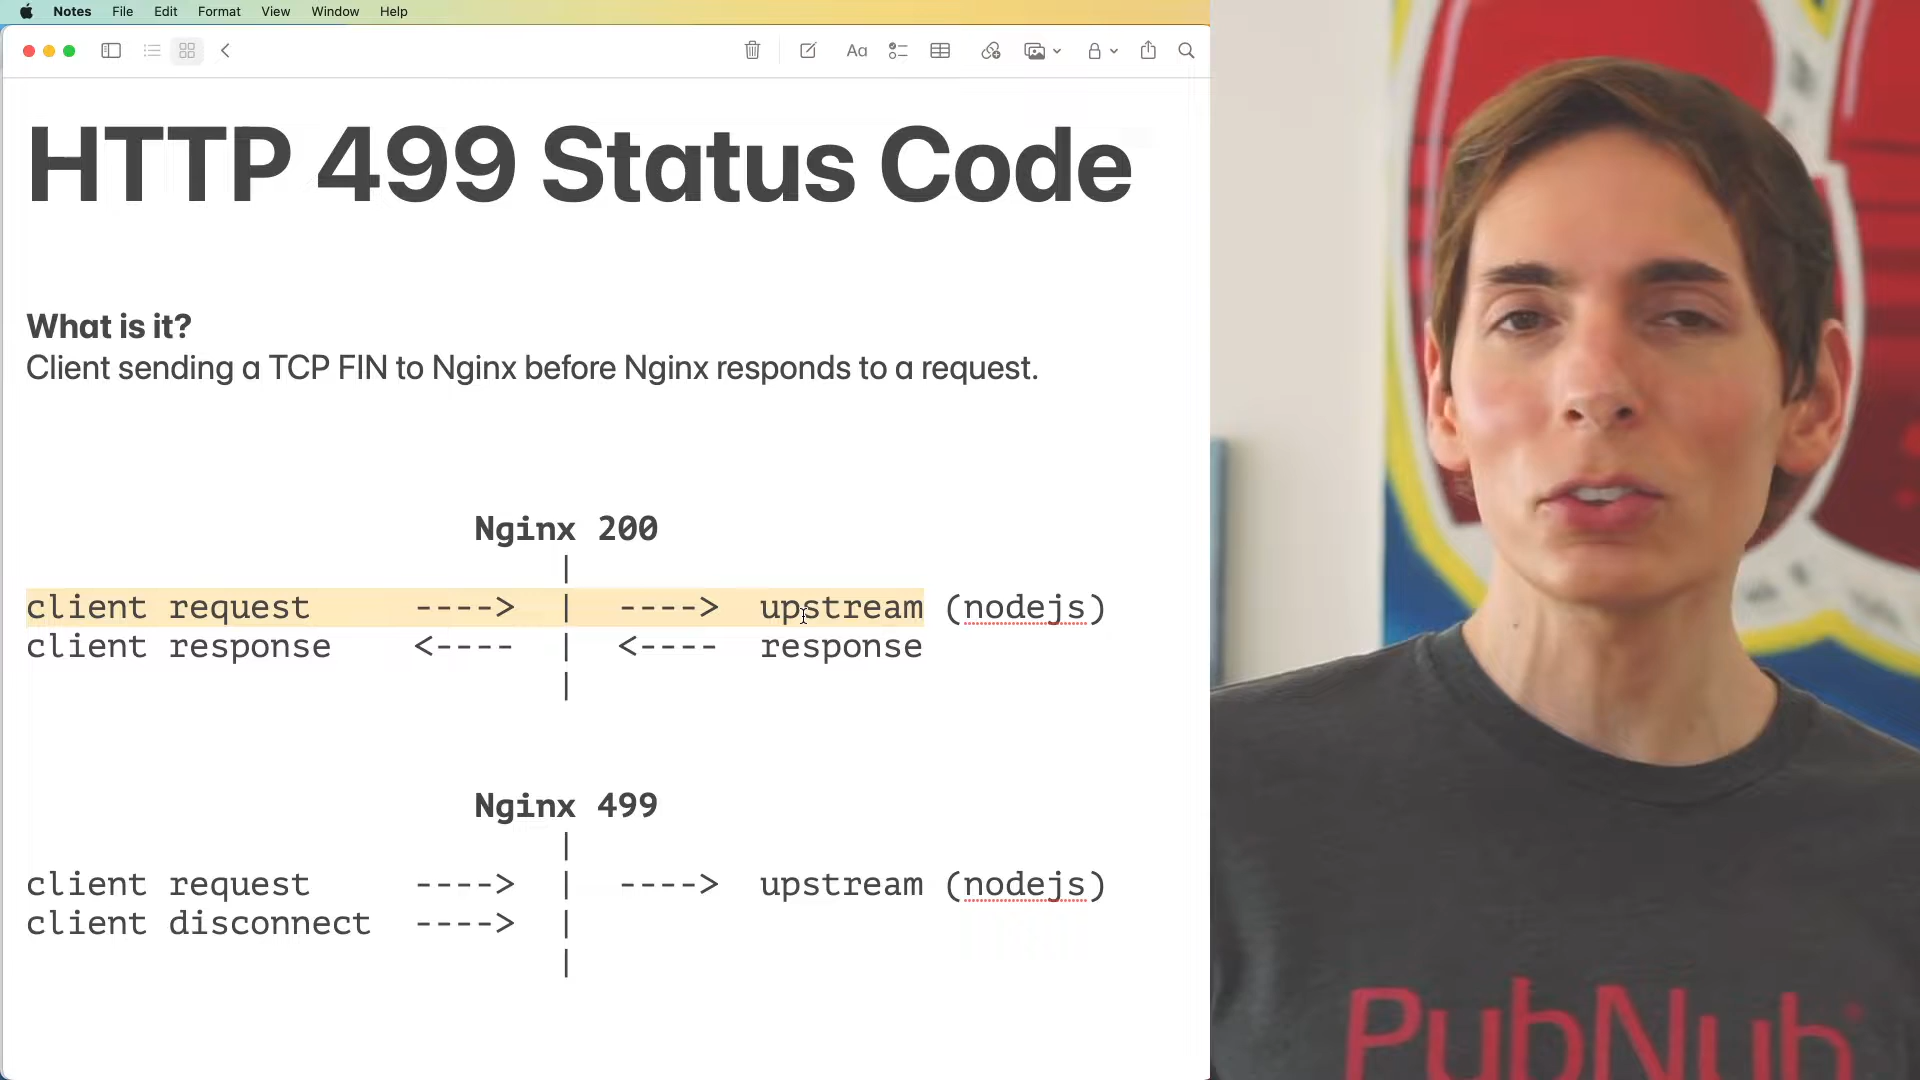 Notes File Edit Format View Window Help
Aa
HTTP 499 Status Code
What is it?
Client sending a TCP FIN to Nginx before Nginx responds to a request.
Nginx 200
|
client request ----> | ----> upstream (nodejs)
client response <---- | <---- response
|
Nginx 499
|
client request ----> | ----> upstream (nodejs)
client disconnect ----> |
|
PubNub